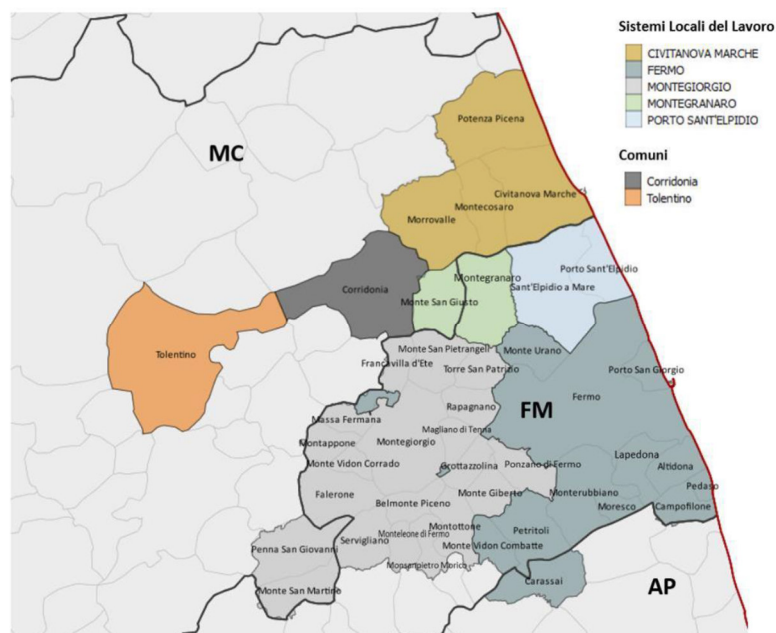 Sistemi Locali del Lavoro
CIVITANOVA MARCHE
FERMO
MONTEGIORGIO
MONTEGRANARO
PORTO SANT'ELPIDIO
Comuni
Corridonia
Tolentino
Potenza Picena
MC
Civitanova Marche
Montecosaro
Morrovalle
Porto Sant'Elpidio
Montegranaro
Sant'Elpidio a Mare
Corridonia
Monte San Giusto
Monte San Pietrangeli
Monte Urano
Tolentino
Francavilla d'Ete
Torre San Patrizio
Porto San Giorgio
Fermo
Rapagnano
FM
Massa Fermana
Magliano di Tenna
Montappone
Montegiorgio
Lapedona
Monte Vidon Corrado
Grottazzolina
Ponzano di Fermo
Altidona
Falerone
Monte Giberto
Monterubbiano
Pedaso
Belmonte Piceno
Moresco
Campofilone
Montottone
Petritoli
Servigliano
Monteleone di Fermo
Penna San Giovanni
Monte Vidon Combatte
Monsampietro Morico
Carassai
AP
Monte San Martino